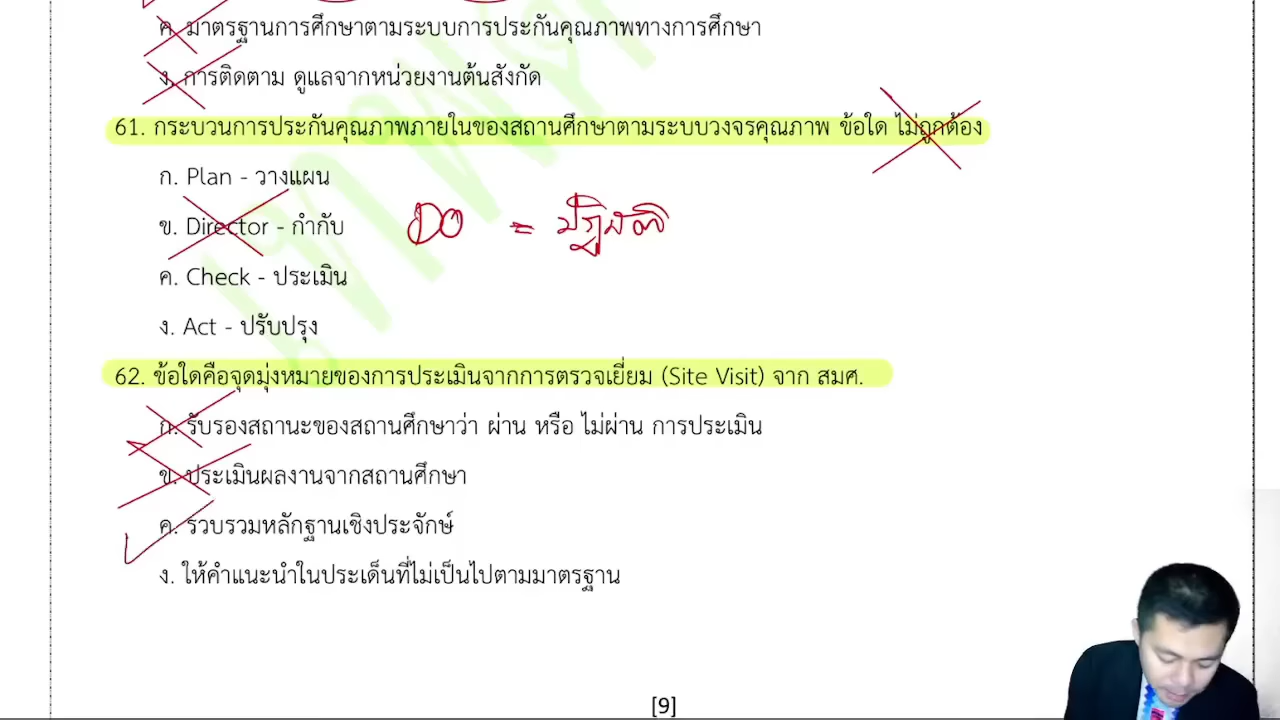 ค. มาตรฐานการศึกษาตามระบบการประกันคุณภาพทางการศึกษา
ง. การติดตาม ดูแลจากหน่วยงานต้นสังกัด
61. กระบวนการประกันคุณภาพภายในของสถานศึกษาตามระบบวงจรคุณภาพ ข้อใด ไม่ถูกต้อง
ก. Plan - วางแผน
ข. Director - กำกับ DO = ปฏิบัติ
ค. Check - ประเมิน
ง. Act - ปรับปรุง
62. ข้อใดคือจุดมุ่งหมายของการประเมินจากการตรวจเยี่ยม (Site Visit) จาก สมศ.
ก. รับรองสถานะของสถานศึกษาว่า ผ่าน หรือ ไม่ผ่าน การประเมิน
ข. ประเมินผลงานจากสถานศึกษา
ค. รวบรวมหลักฐานเชิงประจักษ์
ง. ให้คำแนะนำในประเด็นที่ไม่เป็นไปตามมาตรฐาน
[9]